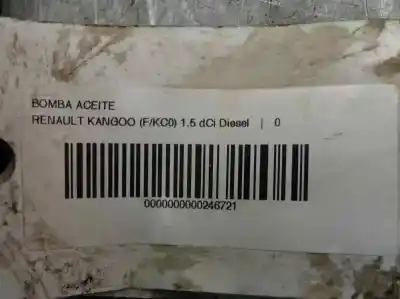 BOMBA ACEITE
RENAULT KANGOO (F/KC0) 1.5 dCi Diesel | 0
0000000000246721